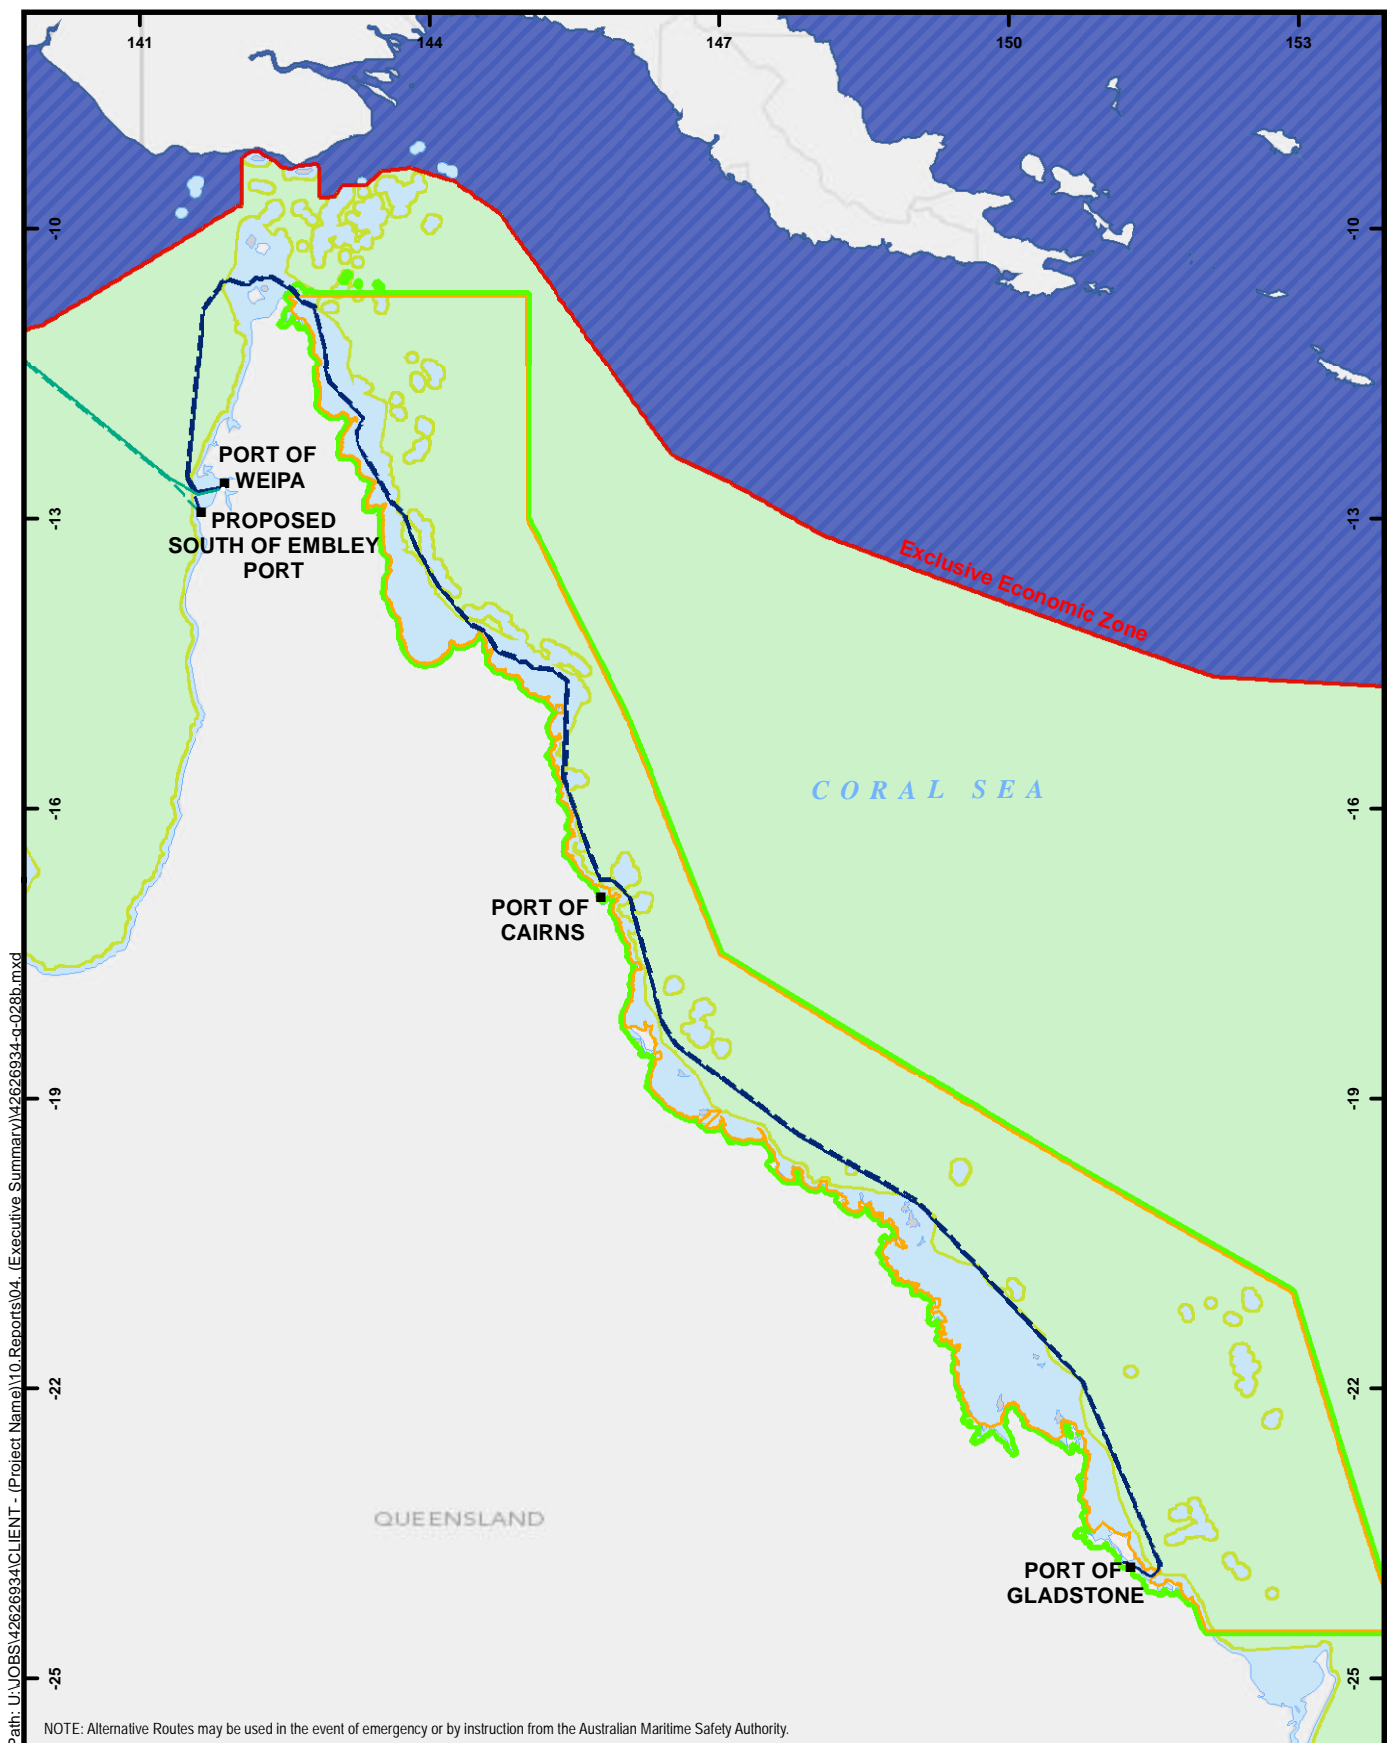 141
144
147
150
153
-10
-10
PORT OF
WEIPA
-13
-13
PROPOSED
SOUTH OF EMBLEY
PORT
Exclusive Economic Zone
CORAL SEA
-16
-16
PORT OF
CAIRNS
-19
-19
-22
-22
QUEENSLAND
PORT OF
GLADSTONE
-25
-25
Path: U:\JOBS\42626934\CLIENT - (Project Name)\10.Reports\04. (Executive Summary)\42626934-g-028b.mxd
NOTE: Alternative Routes may be used in the event of emergency or by instruction from the Australian Maritime Safety Authority.